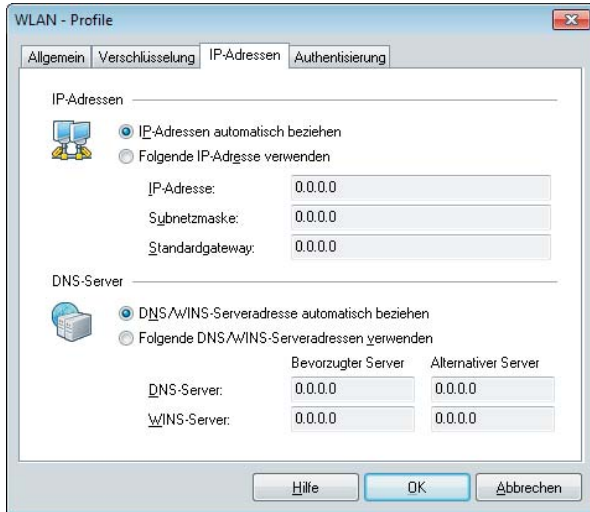 WLAN - Profile
Allgemein Verschlüsselung IP-Adressen Authentisierung
IP-Adressen
IP-Adressen automatisch beziehen
Folgende IP-Adresse verwenden
IP-Adresse: 0.0.0.0
Subnetzmaske: 0.0.0.0
Standardgateway: 0.0.0.0
DNS-Server
DNS/WINS-Serveradresse automatisch beziehen
Folgende DNS/WINS-Serveradressen verwenden
Bevorzugter Server Alternativer Server
DNS-Server: 0.0.0.0 0.0.0.0
WINS-Server: 0.0.0.0 0.0.0.0
Hilfe OK Abbrechen